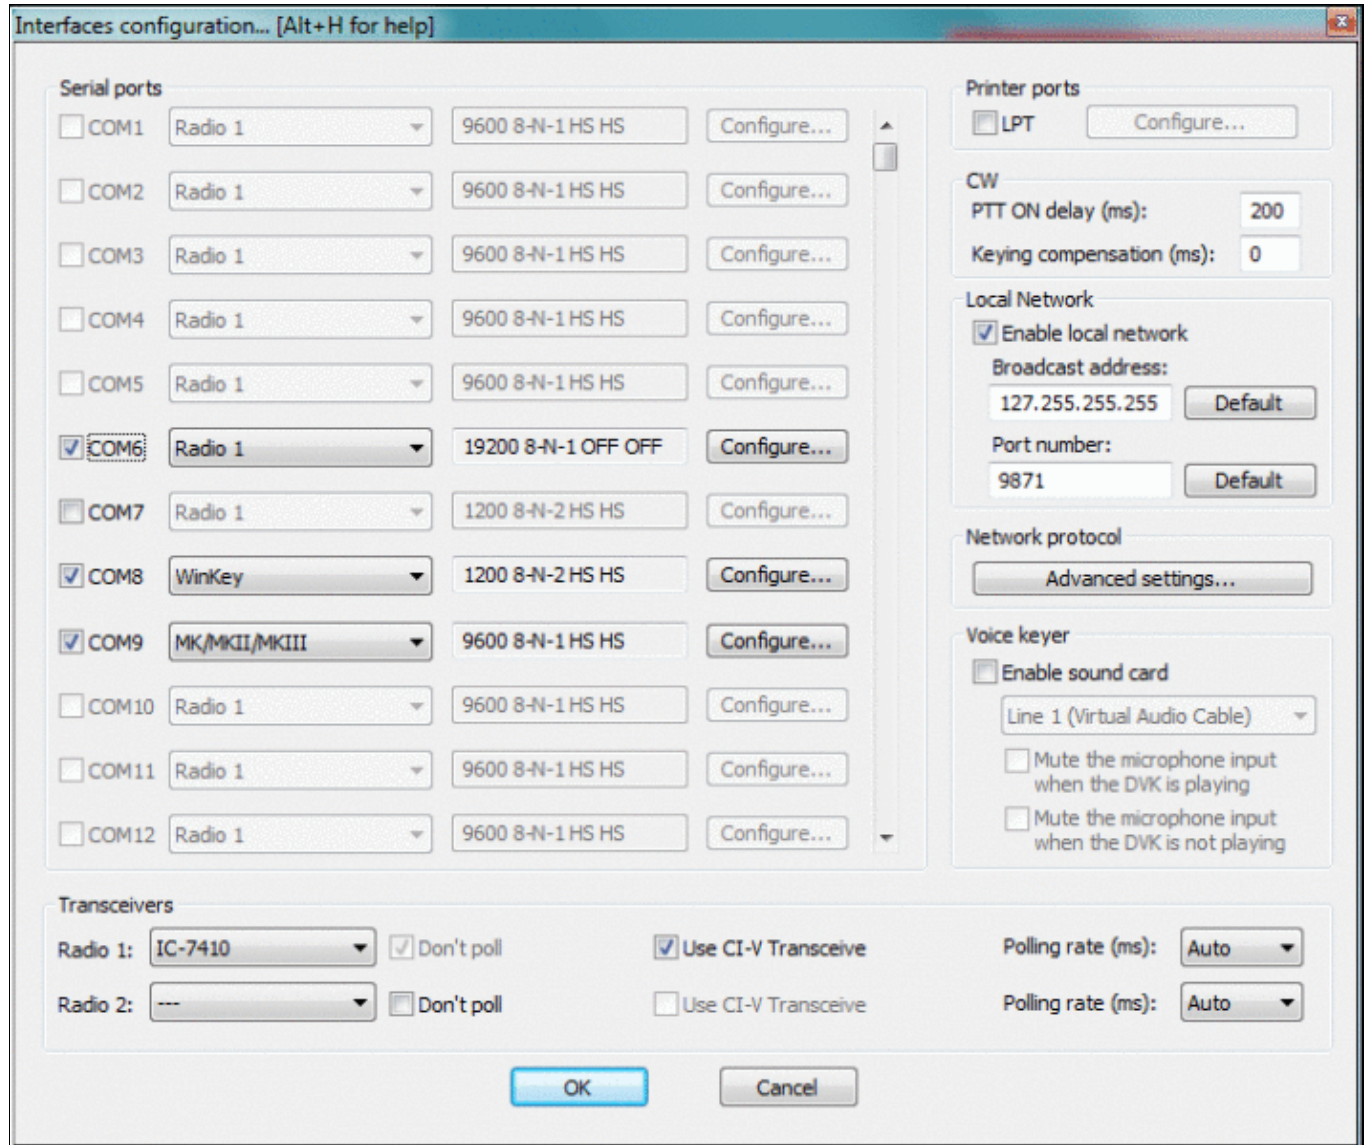 Interfaces configuration... [Alt+H for help]
Serial ports
COM1 Radio 1 9600 8-N-1 HS HS Configure...
COM2 Radio 1 9600 8-N-1 HS HS Configure...
COM3 Radio 1 9600 8-N-1 HS HS Configure...
COM4 Radio 1 9600 8-N-1 HS HS Configure...
COM5 Radio 1 9600 8-N-1 HS HS Configure...
COM6 Radio 1 19200 8-N-1 OFF OFF Configure...
COM7 Radio 1 1200 8-N-2 HS HS Configure...
COM8 WinKey 1200 8-N-2 HS HS Configure...
COM9 MK/MKII/MKIII 9600 8-N-1 HS HS Configure...
COM10 Radio 1 9600 8-N-1 HS HS Configure...
COM11 Radio 1 9600 8-N-1 HS HS Configure...
COM12 Radio 1 9600 8-N-1 HS HS Configure...
Printer ports
LPT Configure...
CW
PTT ON delay (ms): 200
Keying compensation (ms): 0
Local Network
Enable local network
Broadcast address:
127.255.255.255 Default
Port number:
9871 Default
Network protocol
Advanced settings...
Voice keyer
Enable sound card
Line 1 (Virtual Audio Cable)
Mute the microphone input
when the DVK is playing
Mute the microphone input
when the DVK is not playing
Transceivers
Radio 1: IC-7410 Don't poll Use CI-V Transceive Polling rate (ms): Auto
Radio 2: --- Don't poll Use CI-V Transceive Polling rate (ms): Auto
OK Cancel